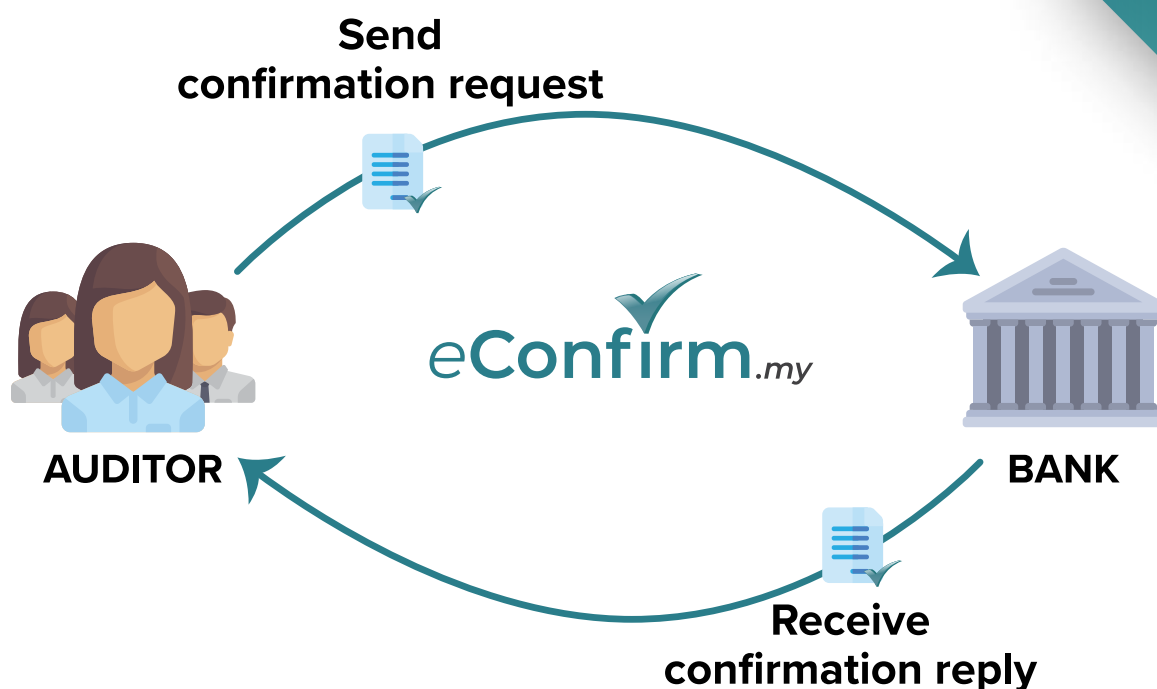 Send
confirmation request
eConfirm.my
AUDITOR
BANK
Receive
confirmation reply